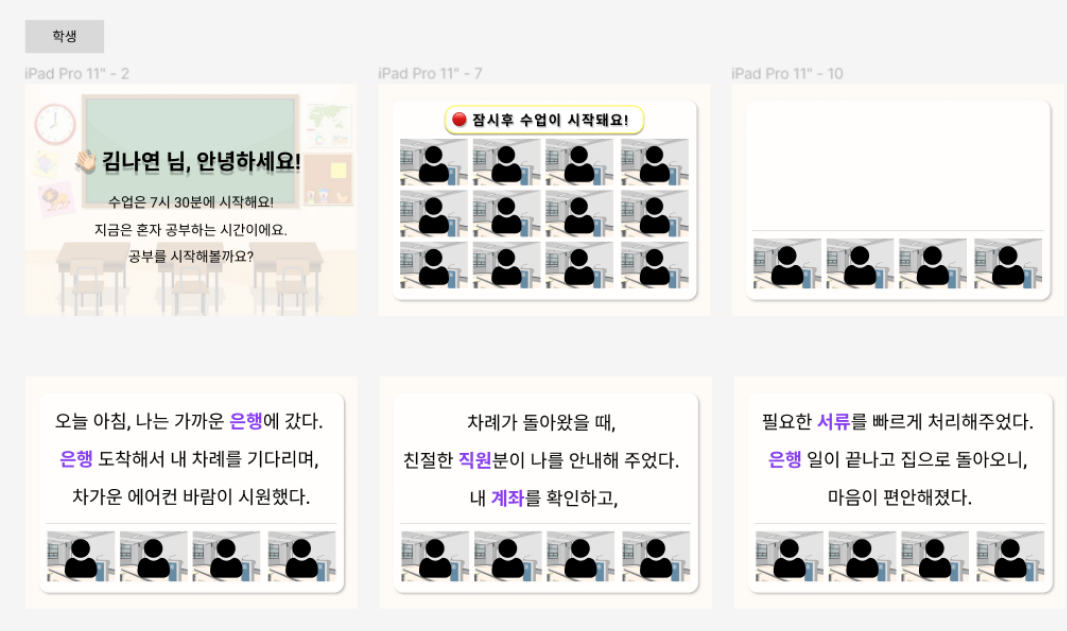 학생
iPad Pro 11" - 2
iPad Pro 11" - 7
iPad Pro 11" - 10
김나연 님, 안녕하세요!
수업은 7시 30분에 시작해요!
지금은 혼자 공부하는 시간이에요.
공부를 시작해볼까요?
잠시후 수업이 시작돼요!
오늘 아침, 나는 가까운 은행에 갔다.
은행 도착해서 내 차례를 기다리며,
차가운 에어컨 바람이 시원했다.
차례가 돌아왔을 때,
친절한 직원분이 나를 안내해 주었다.
내 계좌를 확인하고,
필요한 서류를 빠르게 처리해주었다.
은행 일이 끝나고 집으로 돌아오니,
마음이 편안해졌다.